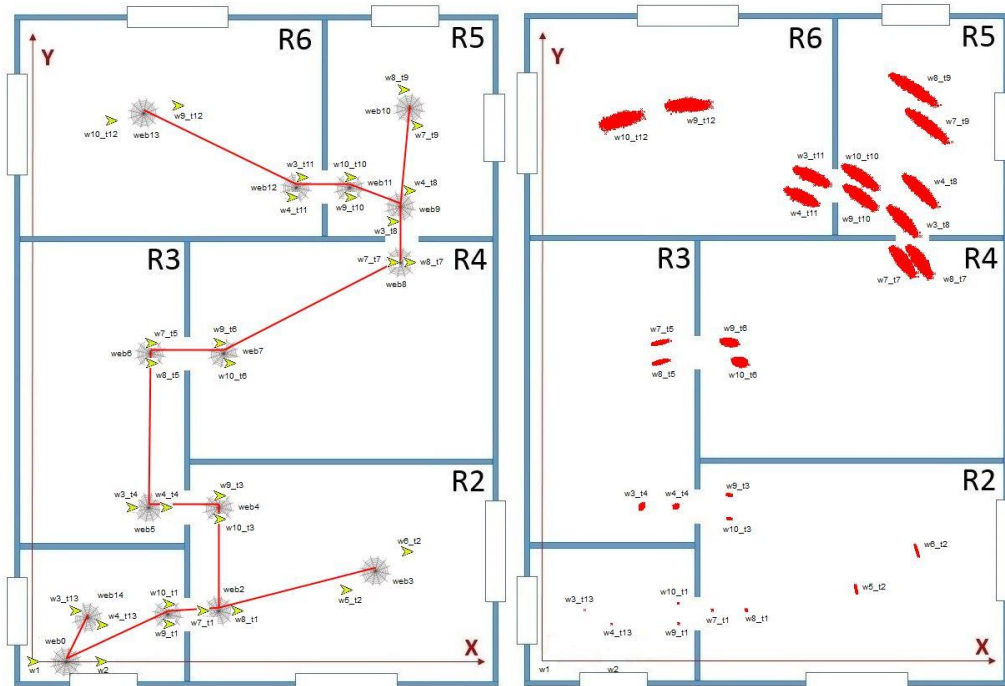 R6
R5
Y
w8_t9
w9_t12
web10
w10_t12
web13
w7_t9
w3_t11
w10_t10
web12
web11
w4_t8
w4_t11
w9_t10
web9
w3_t8
R3
R4
w7_t7
w8_t7
web8
w7_t5
w9_t6
web6
web7
w8_t5
w10_t6
R2
w9_t3
w3_t4
w4_t4
web4
web5
w10_t3
w6_t2
web3
w5_t2
w3_t13
web14
w10_t1
web2
w4_t13
w7_t1
w8_t1
web0
w9_t1
X
w1
w2
R6
R5
Y
w8_t9
w9_t12
w7_t9
w10_t12
w3_t11
w10_t10
w4_t8
w4_t11
w9_t10
w3_t8
R3
R4
w7_t7
w8_t7
w7_t5
w9_t6
w8_t5
w10_t6
R2
w9_t3
w3_t4
w4_t4
w10_t3
w6_t2
w5_t2
w3_t13
w10_t1
w7_t1
w8_t1
w4_t13
w9_t1
X
w1
w2